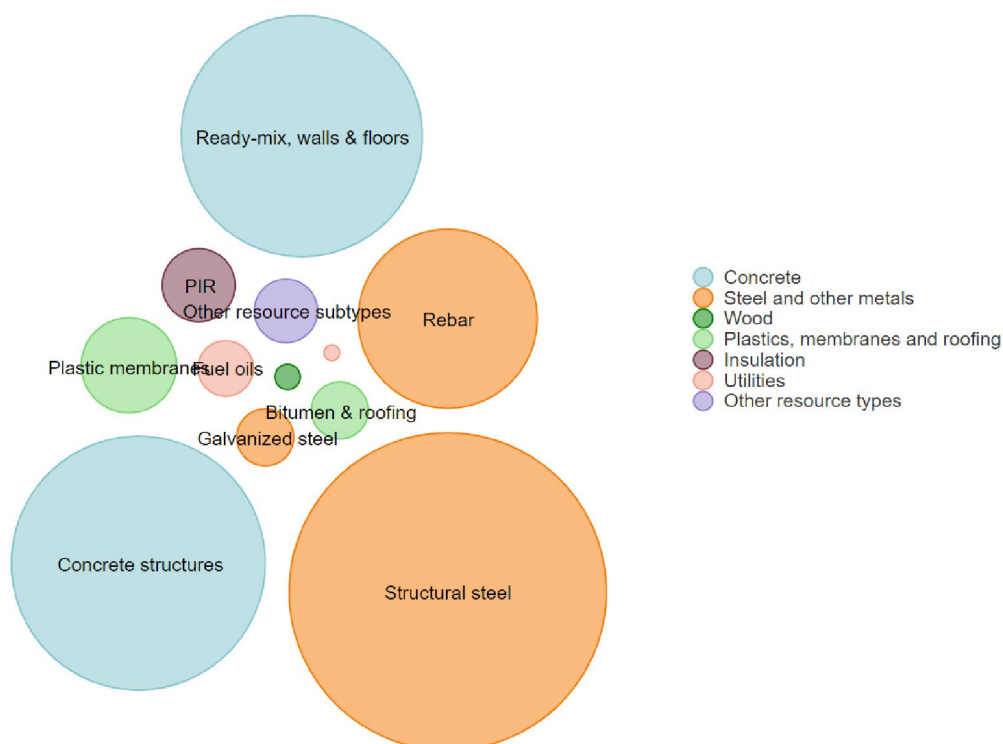 Ready-mix, walls & floors
PIR
Other resource subtypes
Rebar
Plastic membranes
Fuel oils
Bitumen & roofing
Galvanized steel
Concrete structures
Structural steel
Concrete
Steel and other metals
Wood
Plastics, membranes and roofing
Insulation
Utilities
Other resource types